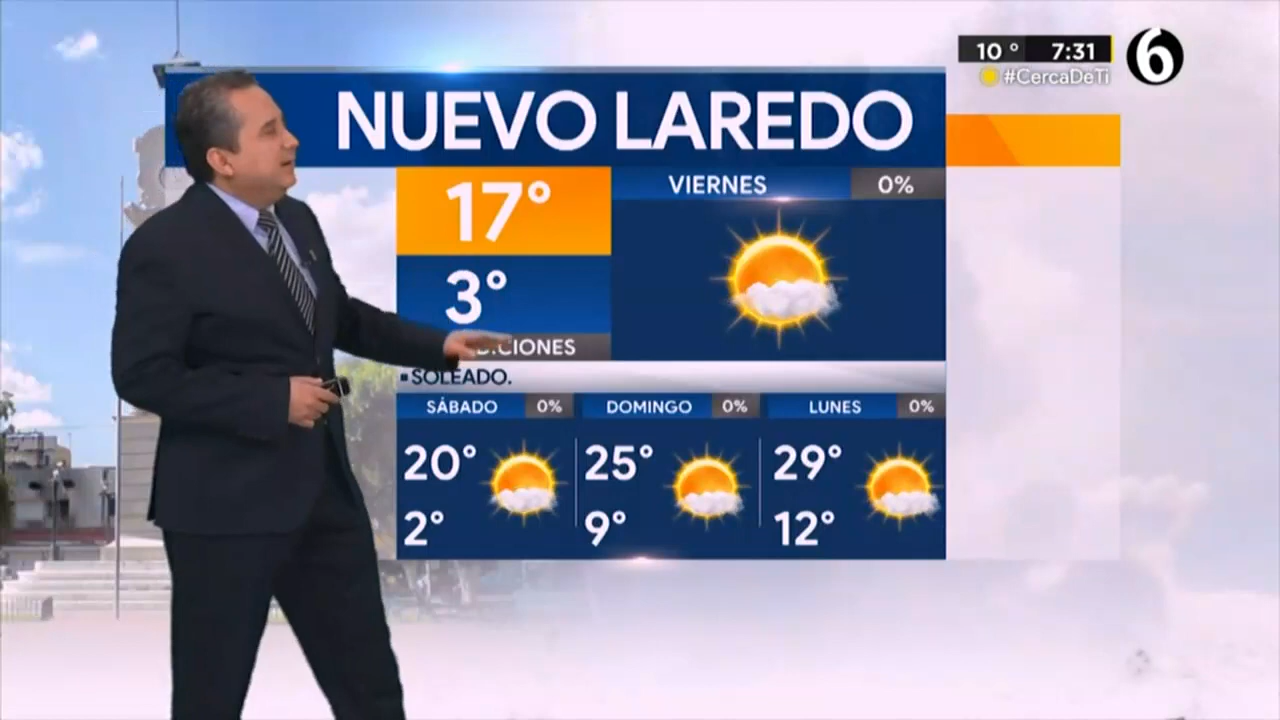 10 ° 7:31
6
#CercaDeTi
NUEVO LAREDO
17°
VIERNES 0%
3°
DICIONES
SOLEADO.
SÁBADO 0%
DOMINGO 0%
LUNES 0%
20°
25°
29°
2°
9°
12°